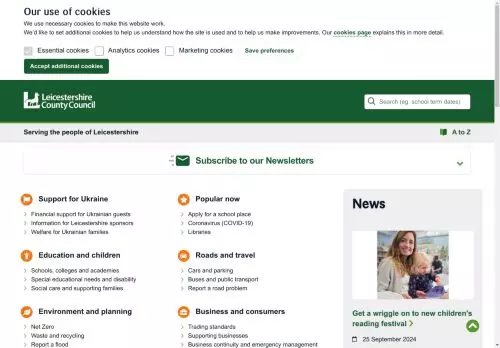 Our use of cookies
We use necessary cookies to make this website work.
We'd like to set additional cookies to help us understand how the site is used and to help us make improvements. Our cookies page explains this in more detail.
Essential cookies Analytics cookies Marketing cookies Save preferences
Accept additional cookies
Leicestershire
County Council
Search (eg. school term dates)
Serving the people of Leicestershire
A to Z
Subscribe to our Newsletters
Support for Ukraine
Financial support for Ukrainian guests
Information for Leicestershire sponsors
Welfare for Ukrainian families
Popular now
Apply for a school place
Coronavirus (COVID-19)
Libraries
Education and children
Schools, colleges and academies
Special educational needs and disability
Social care and supporting families
Roads and travel
Cars and parking
Buses and public transport
Report a road problem
Environment and planning
Net Zero
Waste and recycling
Report a flood
Business and consumers
Trading standards
Supporting businesses
Business continuity and emergency management
News
Get a wriggle on to new children's
reading festival
25 September 2024